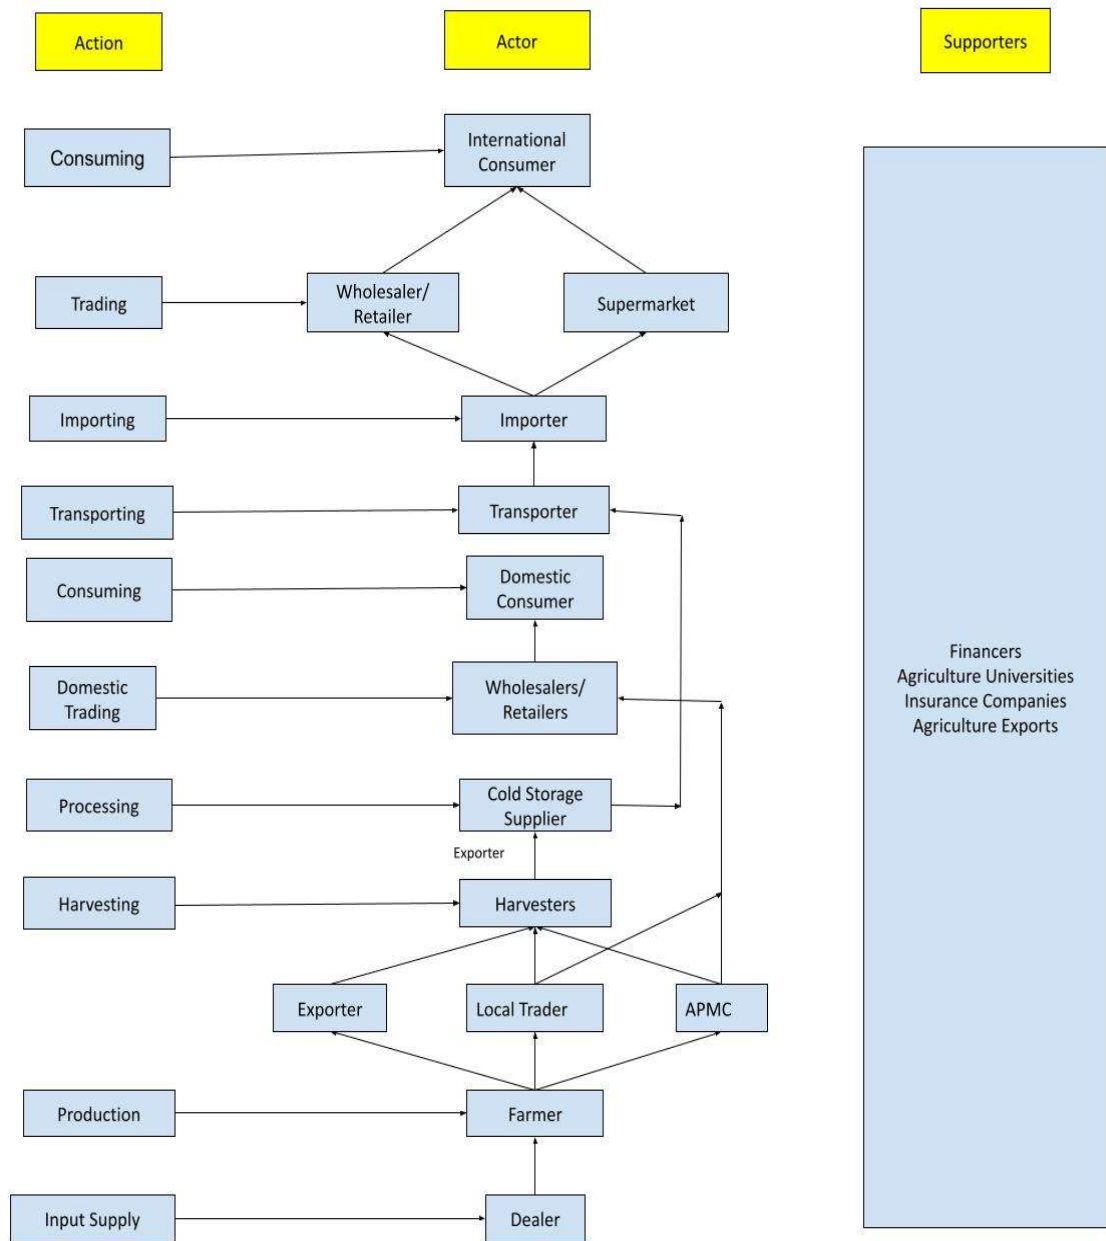 Action
Actor
Supporters
Consuming
International
Consumer
Trading
Wholesaler/
Retailer
Supermarket
Importing
Importer
Transporting
Transporter
Consuming
Domestic
Consumer
Domestic
Trading
Wholesalers/
Retailers
Financers
Agriculture Universities
Insurance Companies
Agriculture Exports
Processing
Cold Storage
Supplier
Exporter
Harvesting
Harvesters
Exporter
Local Trader
APMC
Production
Farmer
Input Supply
Dealer